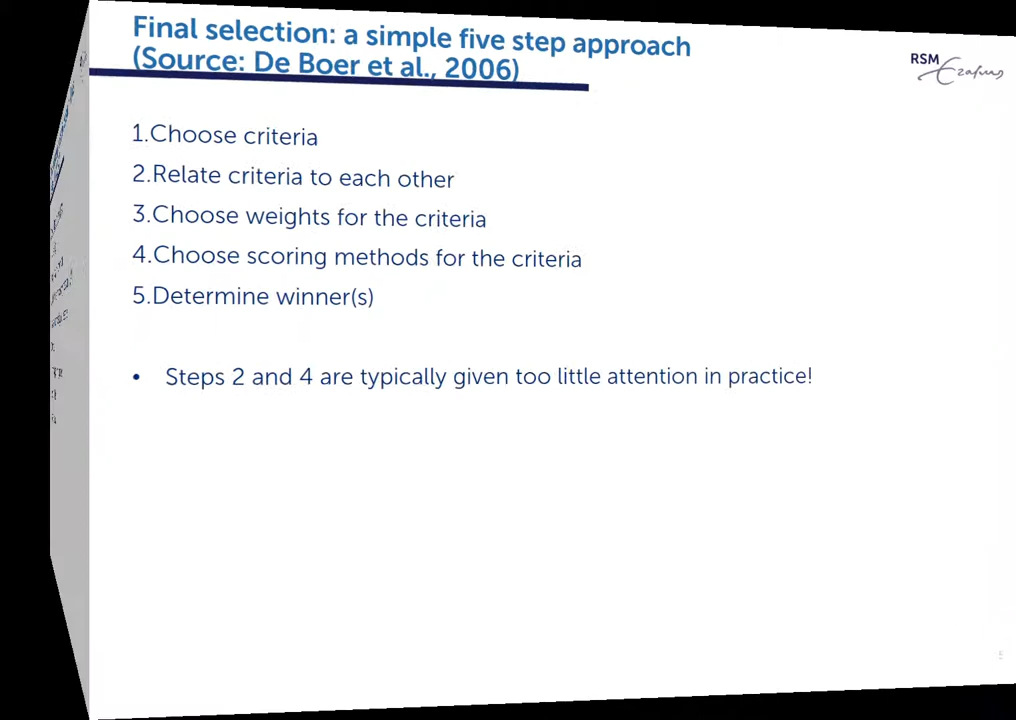 Final selection: a simple five step approach
(Source: De Boer et al., 2006)
RSM Erasmus
1.Choose criteria
2.Relate criteria to each other
3.Choose weights for the criteria
4.Choose scoring methods for the criteria
5.Determine winner(s)
• Steps 2 and 4 are typically given too little attention in practice!